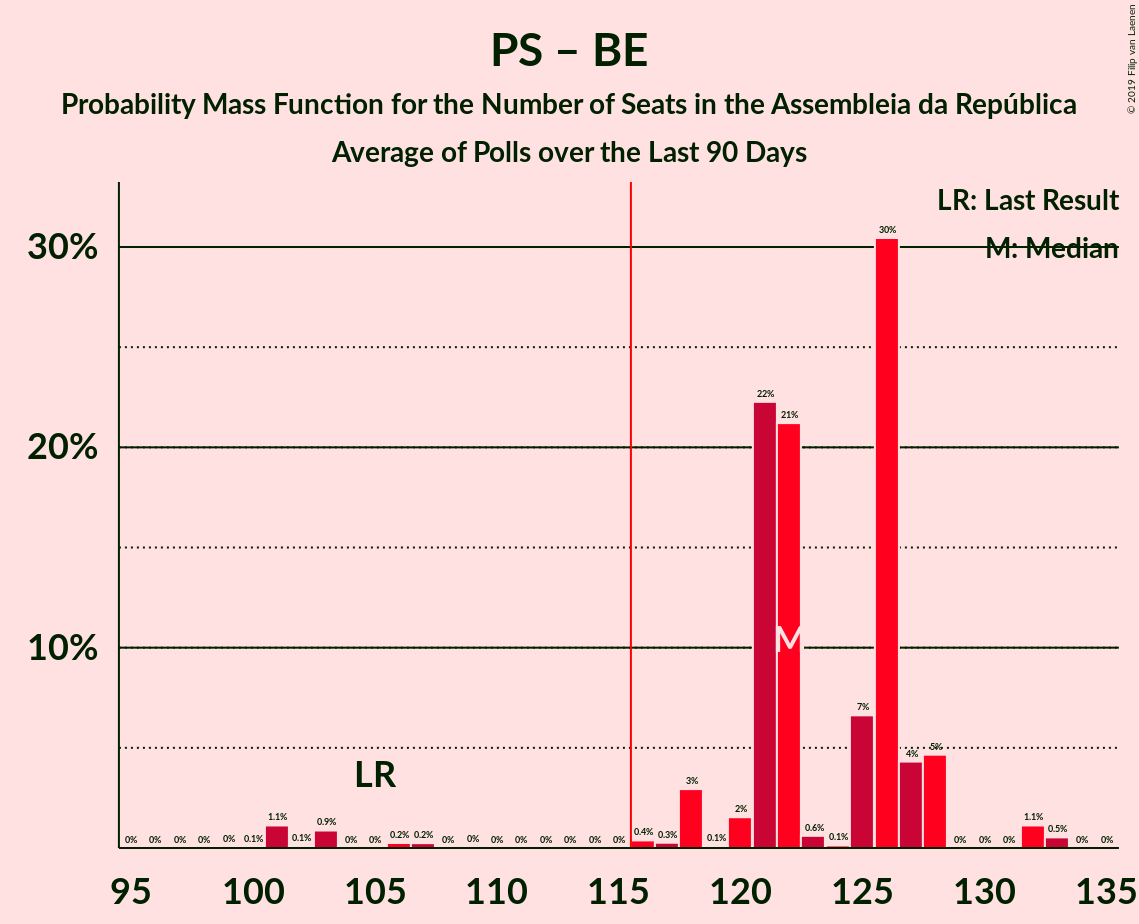 PS – BE
Probability Mass Function for the Number of Seats in the Assembleia da República
Average of Polls over the Last 90 Days
© 2019 Filip van Laenen
LR: Last Result
M: Median
30%
20%
10%
0% 0% 0% 0% 0% 0.1% 1.1% 0.1% 0.9% 0% 0% 0.2% 0.2% 0% 0% 0% 0% 0% 0% 0% 0% 0.4% 0.3% 3% 0.1% 2% 22% 21% 0.6% 0.1% 7% 30% 4% 5% 0% 0% 0% 1.1% 0.5% 0% 0%
M
LR
95 100 105 110 115 120 125 130 135